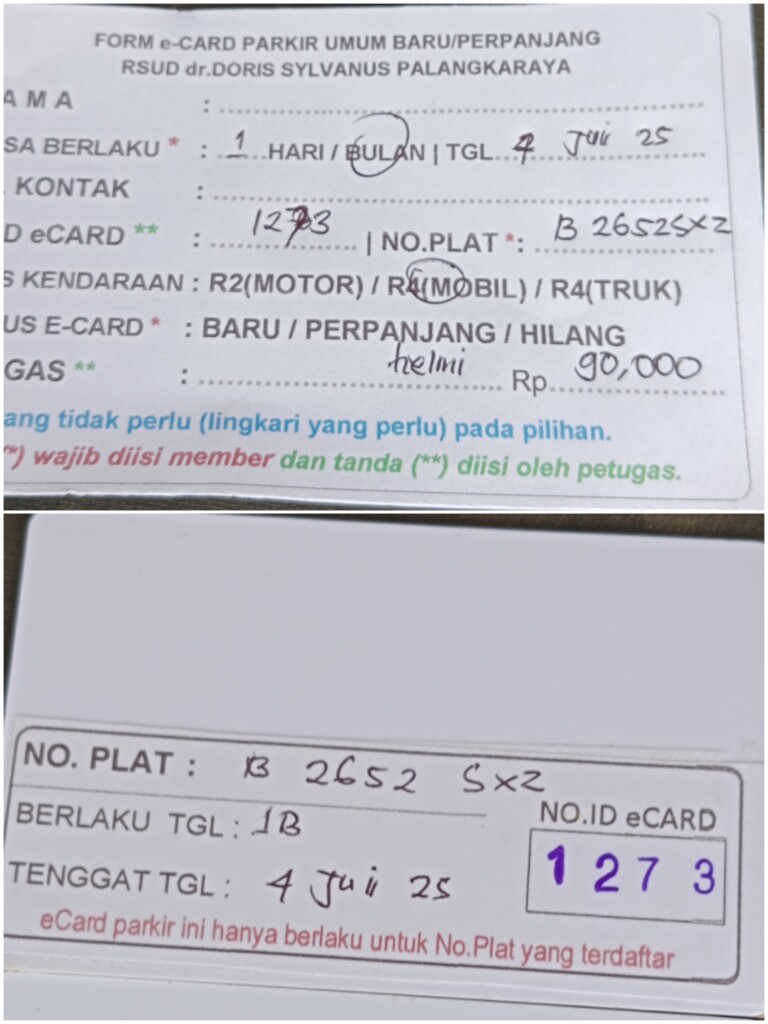 FORM e-CARD PARKIR UMUM BARU/PERPANJANG
RSUD dr.DORIS SYLVANUS PALANGKARAYA
AMA :
SA BERLAKU * : 1 HARI / BULAN | TGL 4 Juli 25
KONTAK :
D eCARD ** : 1273 | NO.PLAT *: B 2652SXZ
S KENDARAAN : R2(MOTOR) / R4(MOBIL) / R4(TRUK)
US E-CARD * : BARU / PERPANJANG / HILANG
GAS ** : helmi Rp 90,000
ang tidak perlu (lingkari yang perlu) pada pilihan.
*) wajib diisi member dan tanda (**) diisi oleh petugas.
NO. PLAT : B 2652 SXZ
BERLAKU TGL : 1B
NO.ID eCARD
1273
TENGGAT TGL : 4 Juli 25
eCard parkir ini hanya berlaku untuk No.Plat yang terdaftar